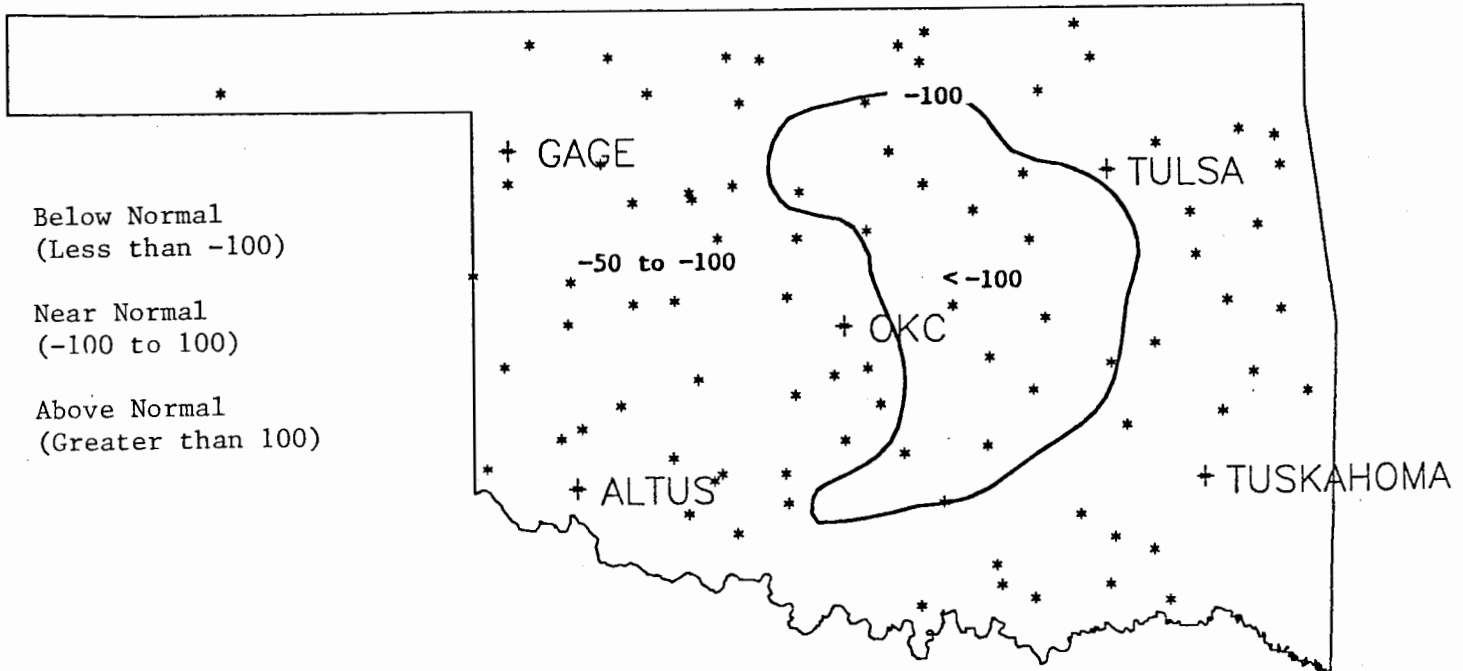 -100
GAGE
TULSA
Below Normal
(Less than -100)
-50 to -100
< -100
Near Normal
(-100 to 100)
OKC
Above Normal
(Greater than 100)
ALTUS
TUSKAHOMA